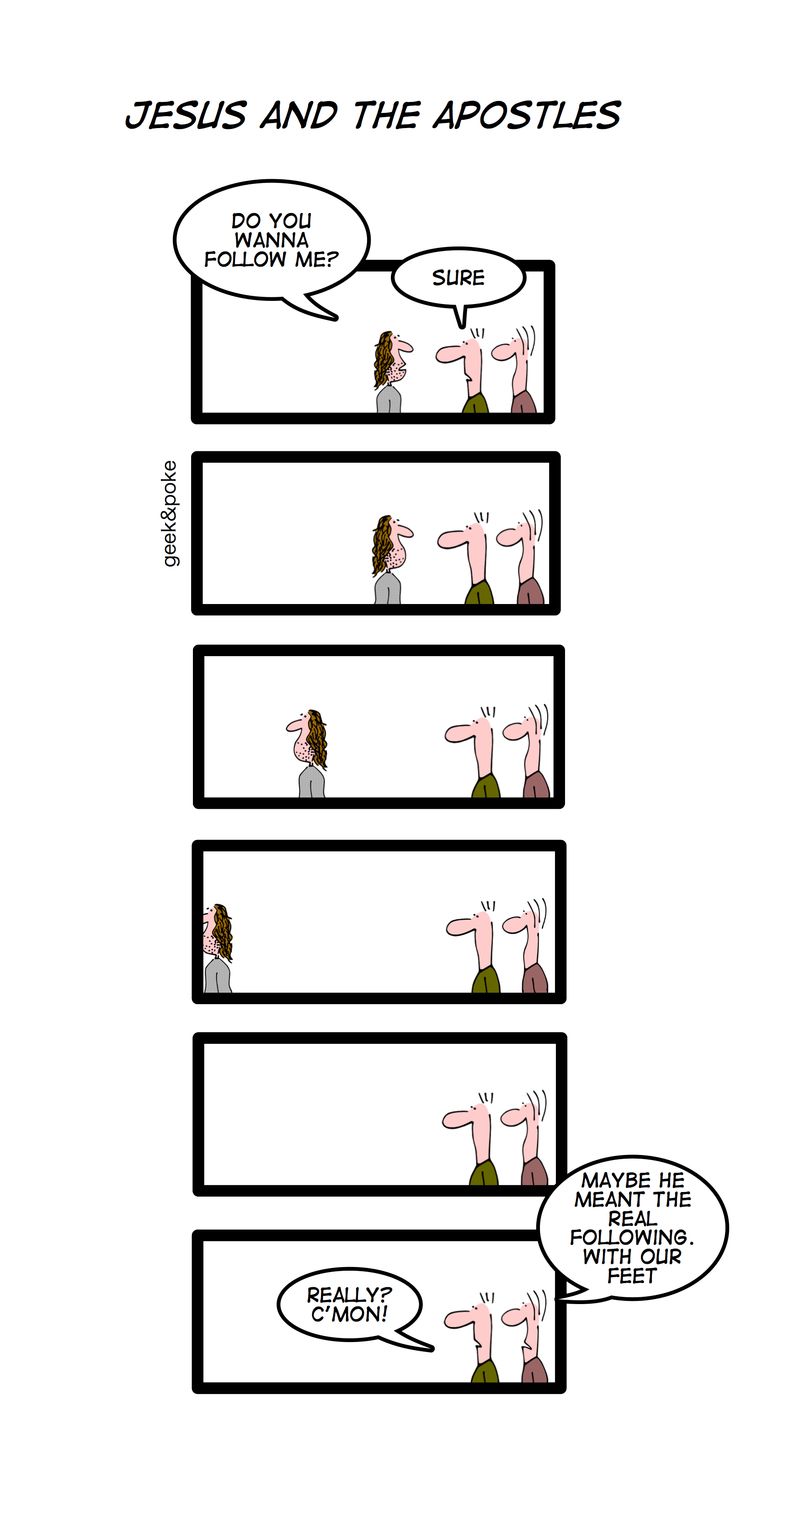 JESUS AND THE APOSTLES
DO YOU
WANNA
FOLLOW ME?
SURE
geek&poke
MAYBE HE
MEANT THE
REAL
FOLLOWING.
WITH OUR
FEET
REALLY?
C'MON!